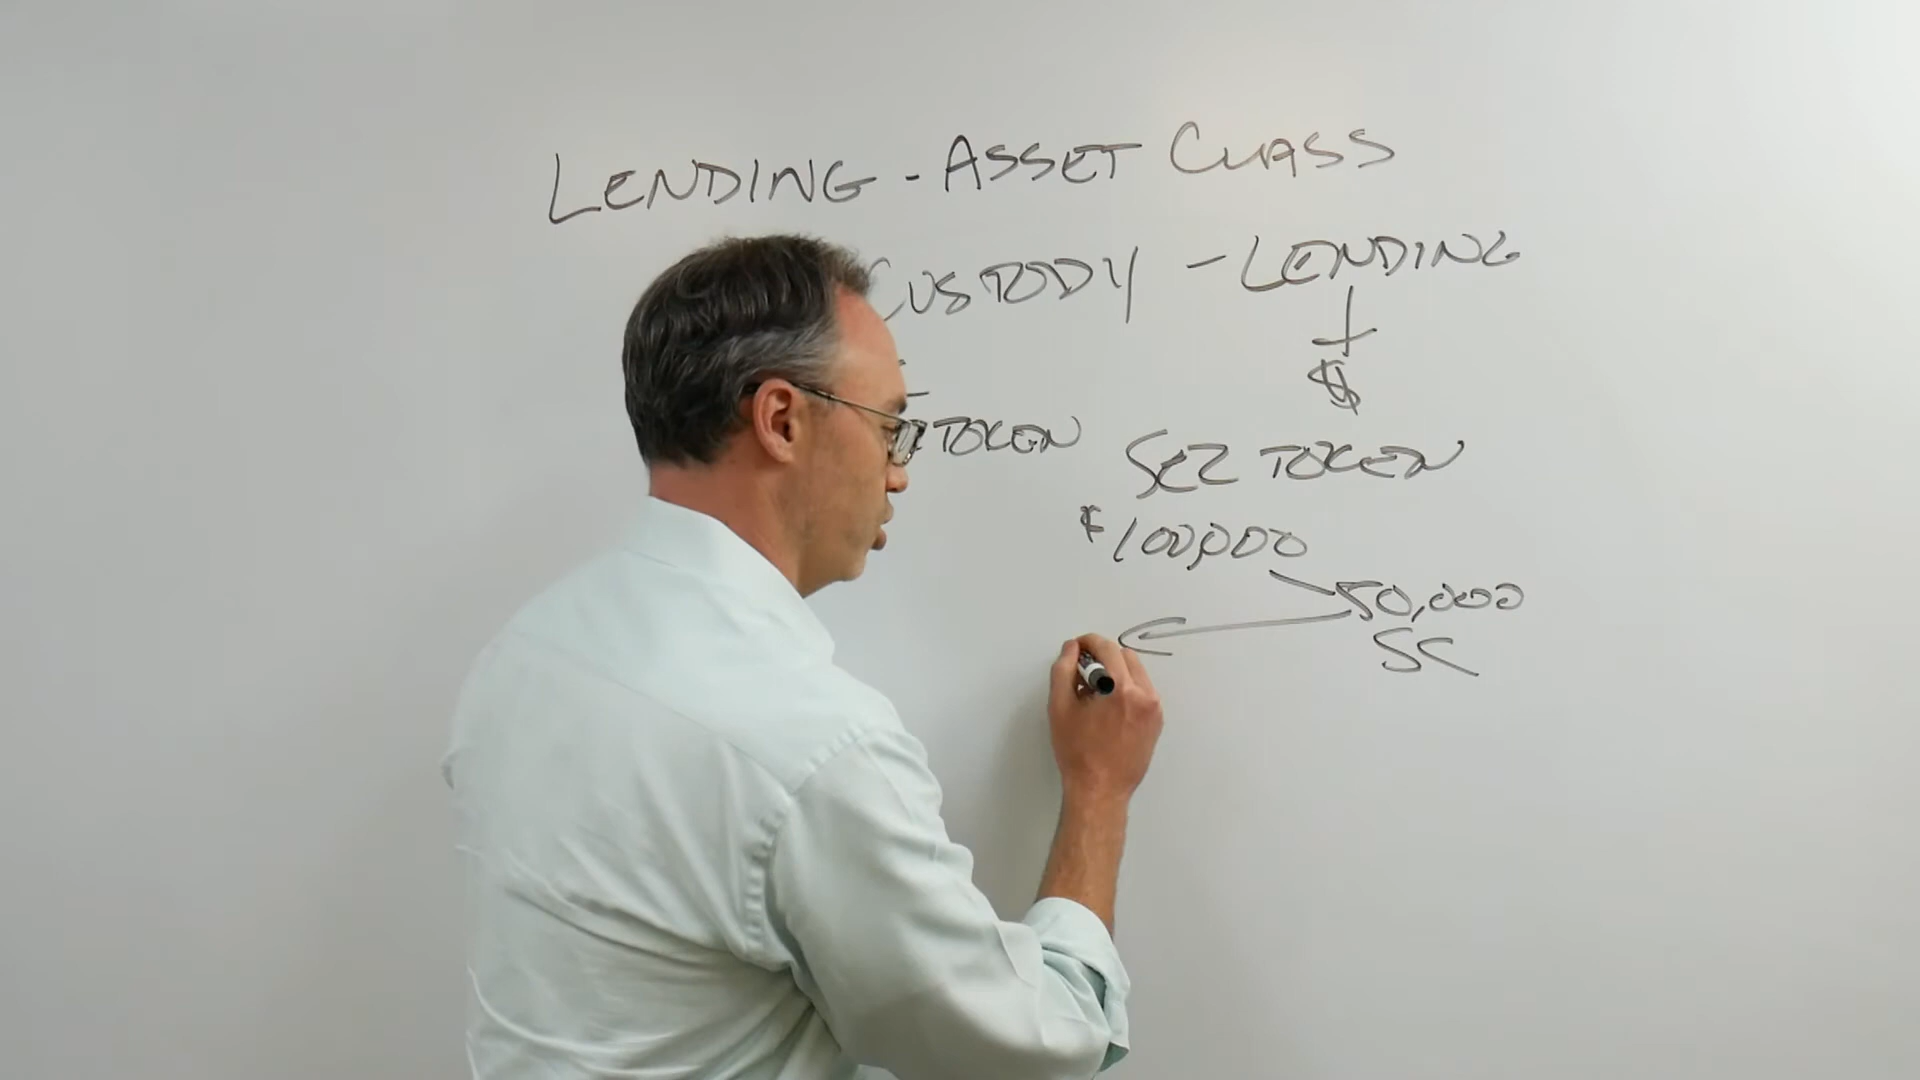 LENDING - ASSET CLASS
CUSTODY - LENDING
$
TOKEN
SEZ TOKEN
$100,000
50,000
SC